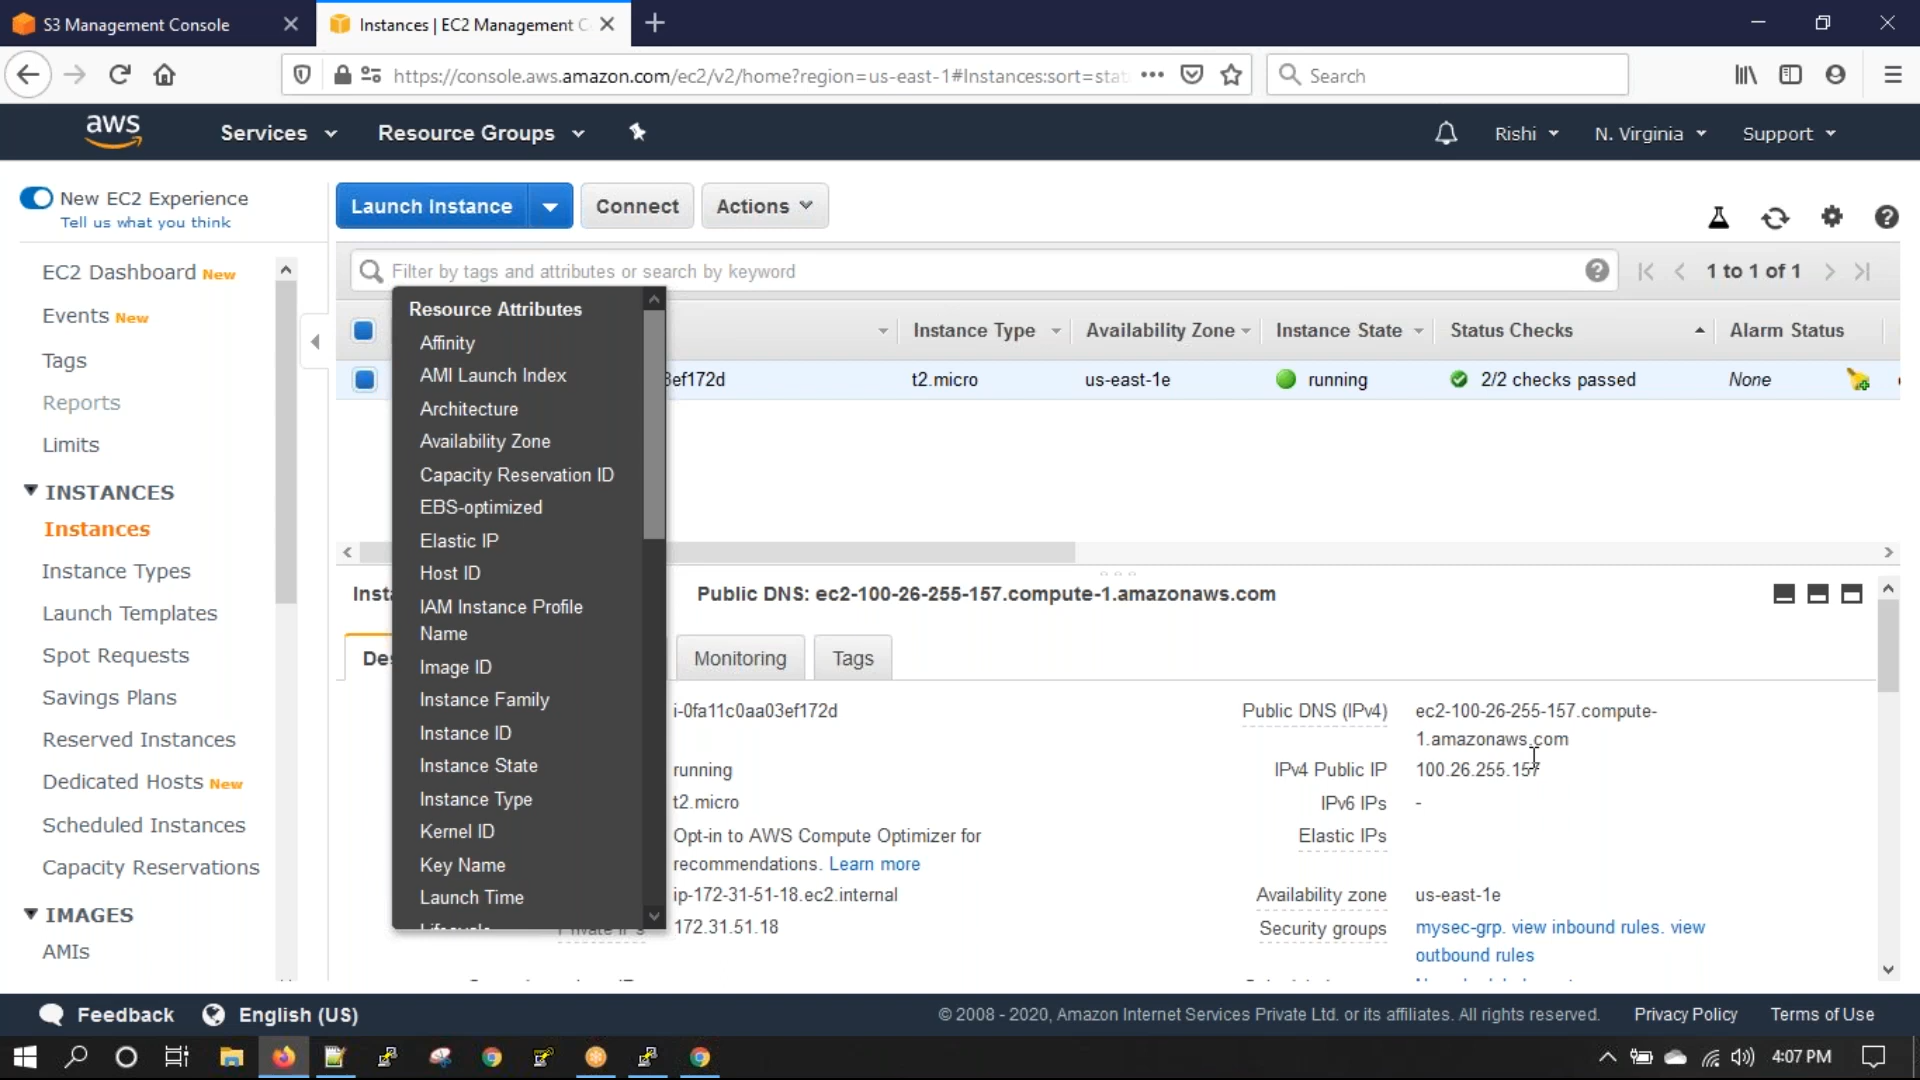 S3 Management Console
Instances | EC2 Management C
https://console.aws.amazon.com/ec2/v2/home?region=us-east-1#Instances:sort=stat
Search
aws
Services
Resource Groups
Rishi
N. Virginia
Support
New EC2 Experience
Tell us what you think
EC2 Dashboard New
Events New
Tags
Reports
Limits
INSTANCES
Instances
Instance Types
Launch Templates
Spot Requests
Savings Plans
Reserved Instances
Dedicated Hosts New
Scheduled Instances
Capacity Reservations
IMAGES
AMIs
Launch Instance
Connect
Actions
Filter by tags and attributes or search by keyword
1 to 1 of 1
Resource Attributes
Affinity
AMI Launch Index
Architecture
Availability Zone
Capacity Reservation ID
EBS-optimized
Elastic IP
Host ID
IAM Instance Profile
Name
Image ID
Instance Family
Instance ID
Instance State
Instance Type
Kernel ID
Key Name
Launch Time
Instance Type
Availability Zone
Instance State
Status Checks
Alarm Status
3ef172d
t2.micro
us-east-1e
running
2/2 checks passed
None
Insta
Public DNS: ec2-100-26-255-157.compute-1.amazonaws.com
Des
Monitoring
Tags
i-0fa11c0aa03ef172d
running
t2.micro
Opt-in to AWS Compute Optimizer for
recommendations. Learn more
ip-172-31-51-18.ec2.internal
Private IPs
172.31.51.18
Public DNS (IPv4)
ec2-100-26-255-157.compute-
1.amazonaws.com
IPv4 Public IP
100.26.255.157
IPv6 IPs
-
Elastic IPs
Availability zone
us-east-1e
Security groups
mysec-grp. view inbound rules. view
outbound rules
Feedback
English (US)
© 2008 - 2020, Amazon Internet Services Private Ltd. or its affiliates. All rights reserved.
Privacy Policy
Terms of Use
4:07 PM